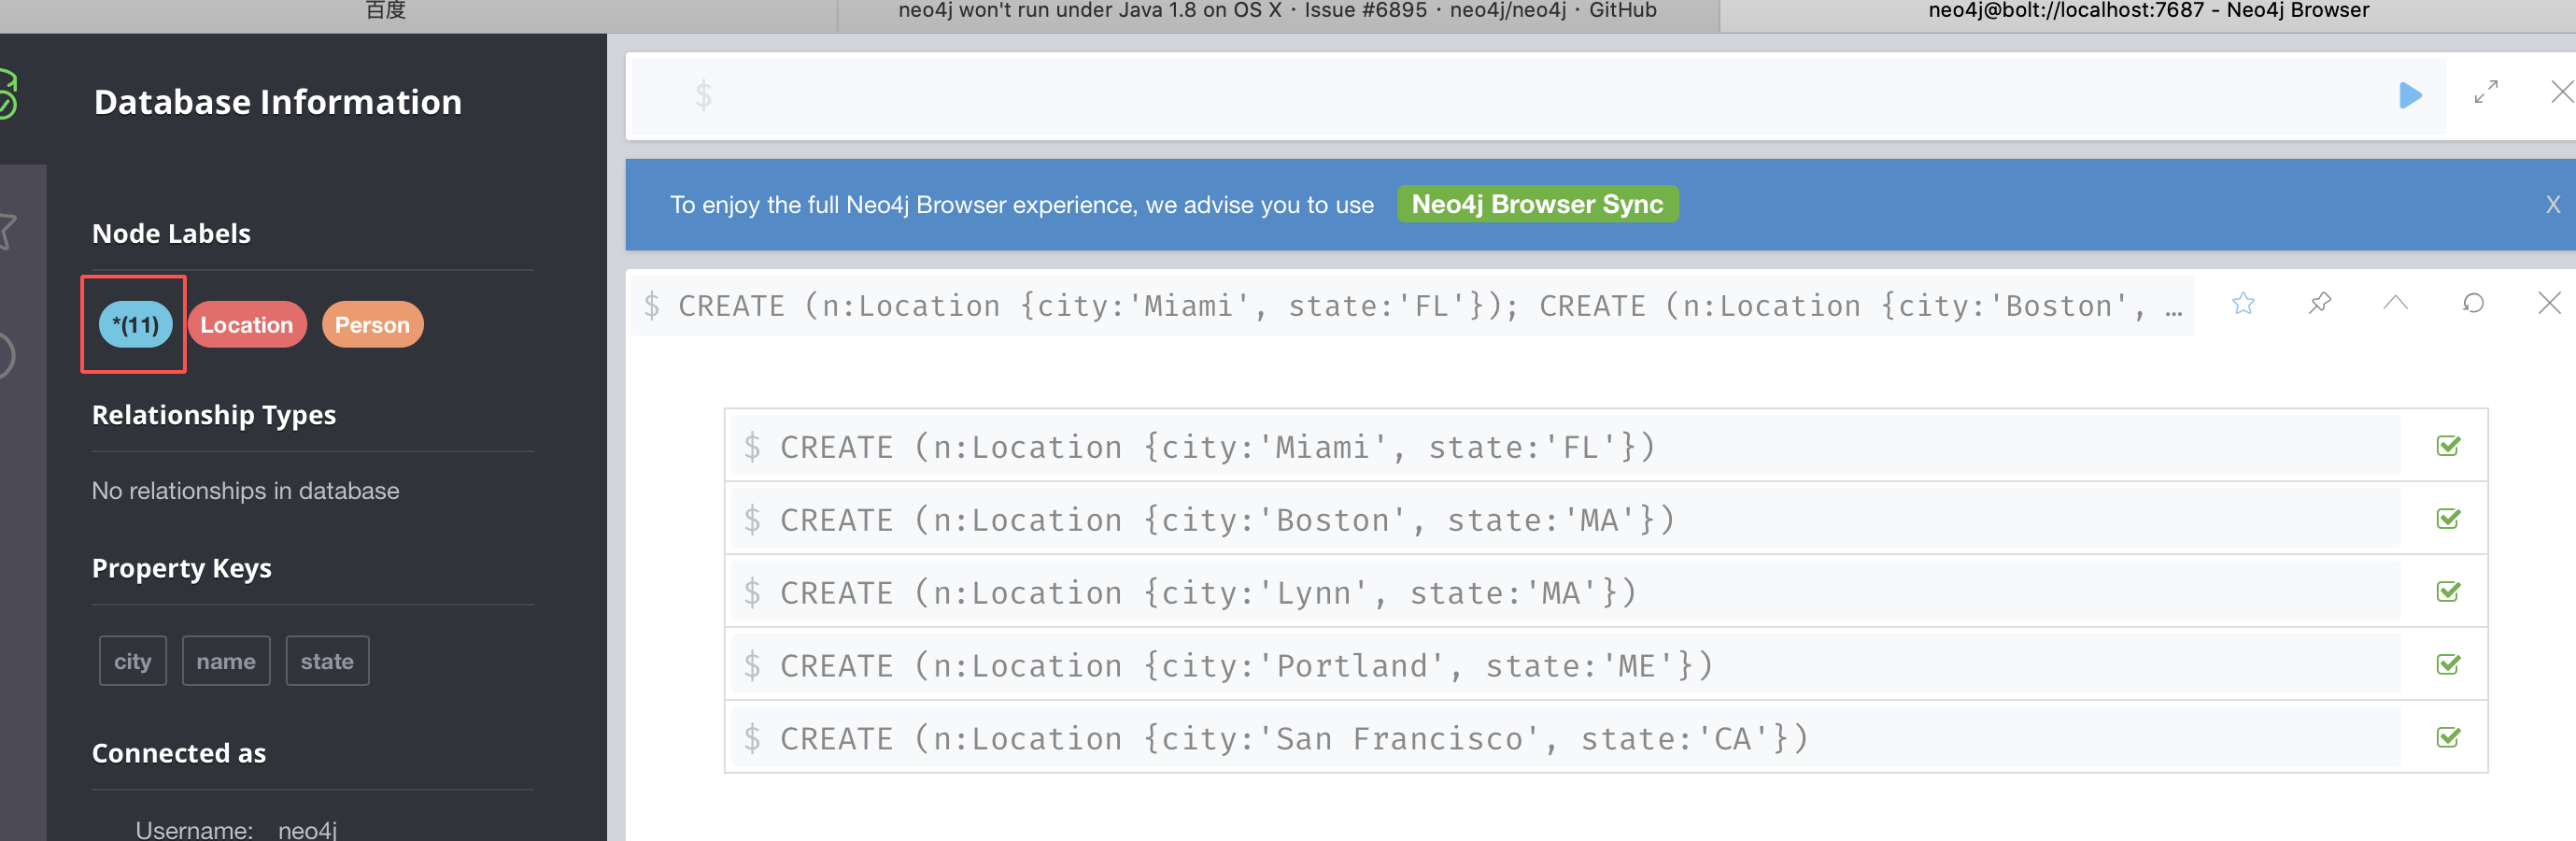 百度
neo4j won't run under Java 1.8 on OS X · Issue #6895 · neo4j/neo4j · GitHub
neo4j@bolt://localhost:7687 - Neo4j Browser
Database Information
Node Labels
*(11) Location Person
Relationship Types
No relationships in database
Property Keys
city name state
Connected as
Username: neo4j
$
To enjoy the full Neo4j Browser experience, we advise you to use Neo4j Browser Sync X
$ CREATE (n:Location {city:'Miami', state:'FL'}); CREATE (n:Location {city:'Boston', …
$ CREATE (n:Location {city:'Miami', state:'FL'})
$ CREATE (n:Location {city:'Boston', state:'MA'})
$ CREATE (n:Location {city:'Lynn', state:'MA'})
$ CREATE (n:Location {city:'Portland', state:'ME'})
$ CREATE (n:Location {city:'San Francisco', state:'CA'})